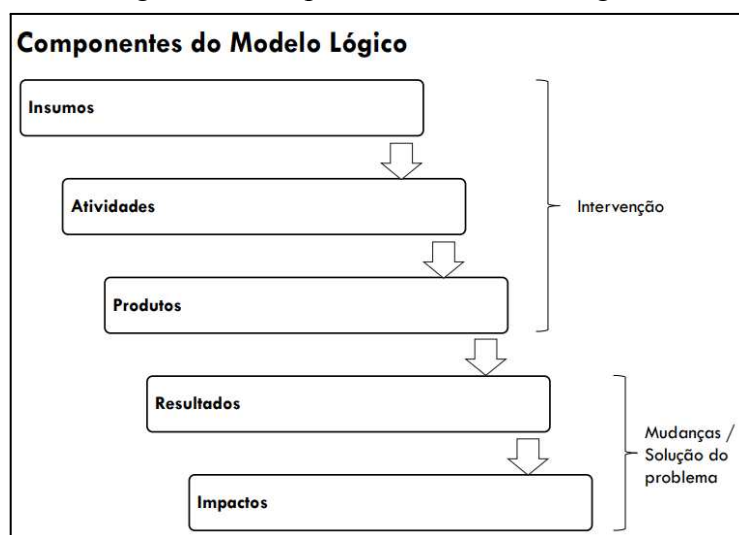 Componentes do Modelo Lógico
Insumos
Atividades
Intervenção
Produtos
Resultados
Mudanças /
Solução do
problema
Impactos